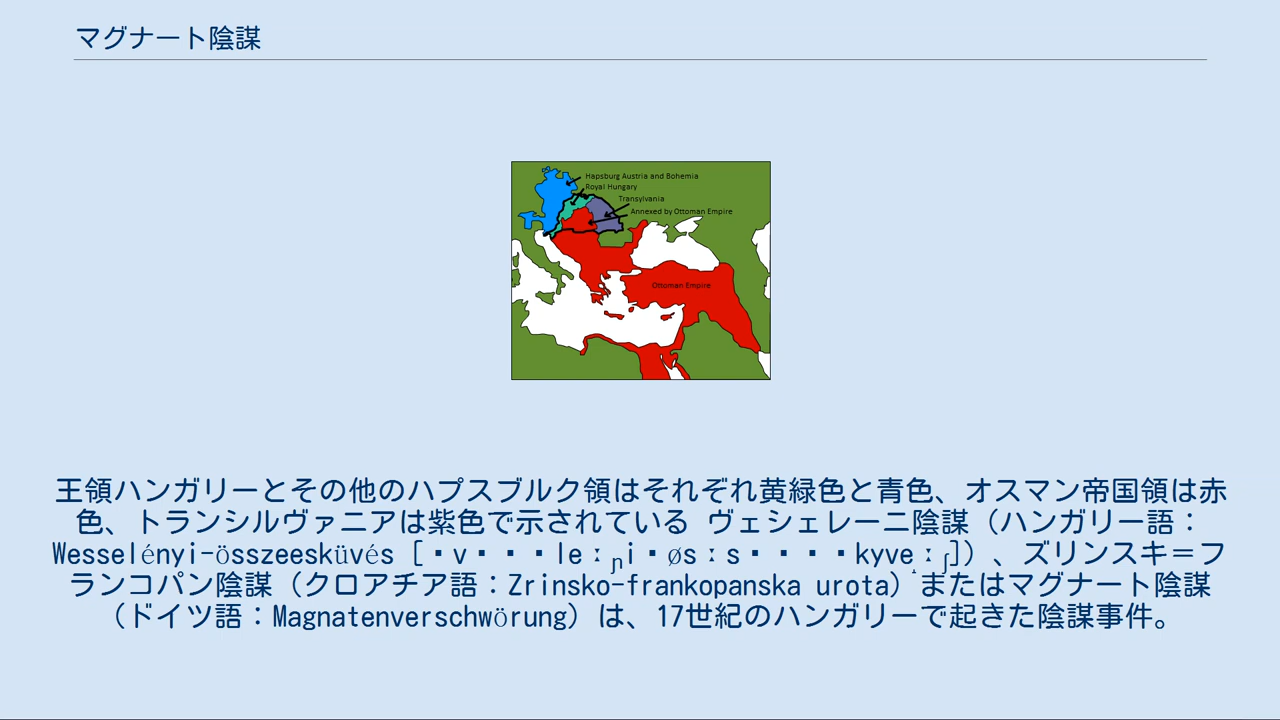 マグナート陰謀
Hapsburg Austria and Bohemia
Royal Hungary
Transylvania
Annexed by Ottoman Empire
Ottoman Empire
王領ハンガリーとその他のハプスブルク領はそれぞれ黄緑色と青色、オスマン帝国領は赤
色、トランシルヴァニアは紫色で示されている ヴェシェレーニ陰謀（ハンガリー語：
Wesselényi-összeesküvés [▪v▪▪▪leːɲi▪øsːs▪▪▪▪kyveːʃ]）、ズリンスキ＝フ
ランコパン陰謀（クロアチア語：Zrinsko-frankopanska urota）またはマグナート陰謀
（ドイツ語：Magnatenverschwörung）は、17世紀のハンガリーで起きた陰謀事件。